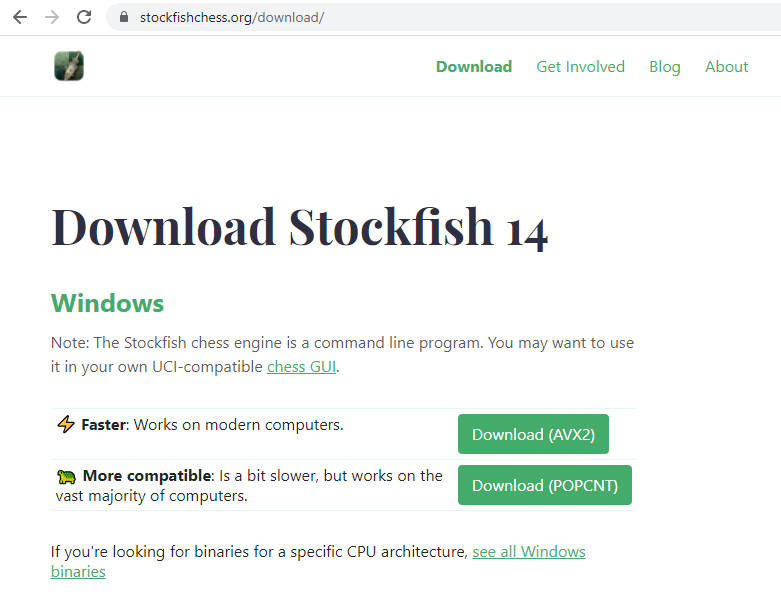 stockfishchess.org/download/
Download Get Involved Blog About
Download Stockfish 14
Windows
Note: The Stockfish chess engine is a command line program. You may want to use
it in your own UCI-compatible chess GUI.
Faster: Works on modern computers.
Download (AVX2)
More compatible: Is a bit slower, but works on the
vast majority of computers.
Download (POPCNT)
If you're looking for binaries for a specific CPU architecture, see all Windows
binaries